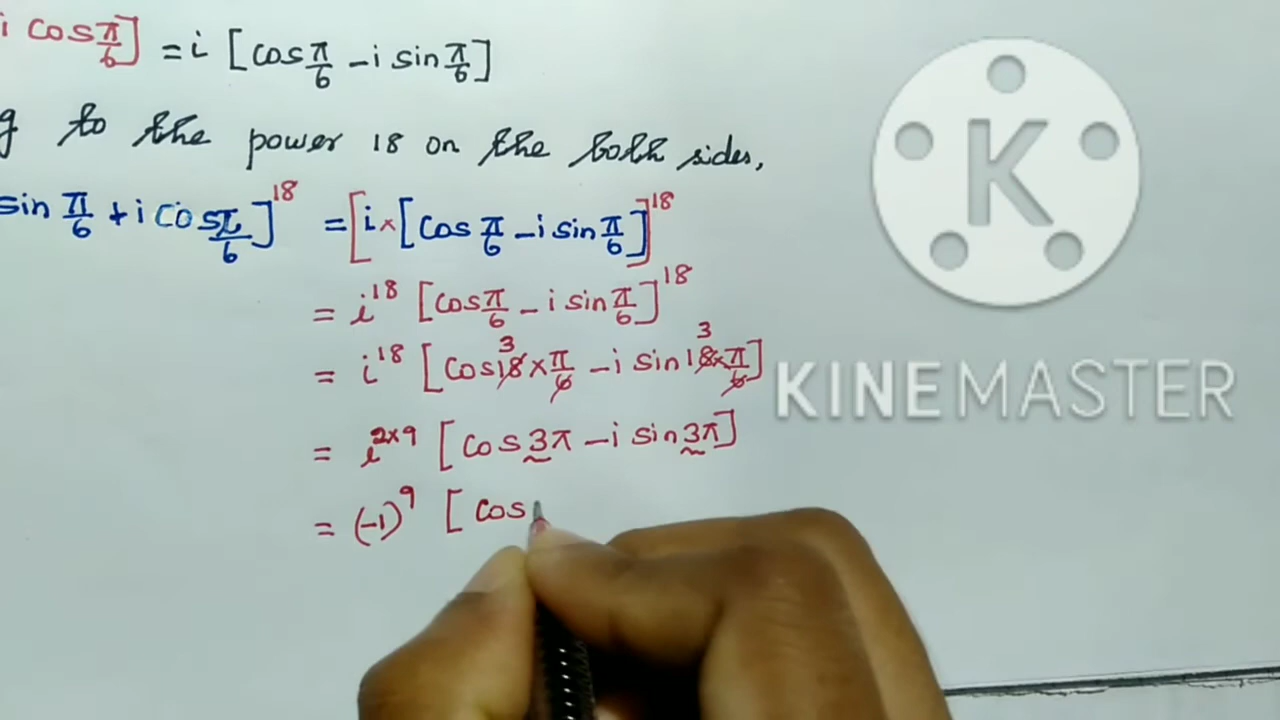 i cos π/6] = i [cos π/6 - i sin π/6]
g to the power 18 on the both sides,
sin π/6 + i cos π/6]^18 = [i × [cos π/6 - i sin π/6]]^18
= i^18 [cos π/6 - i sin π/6]^18
= i^18 [cos 18 3 × π/6 - i sin 18 3 × π/6]
= i^2×9 [cos 3π - i sin 3π]
= (-1)^9 [cos
K
KINEMASTER